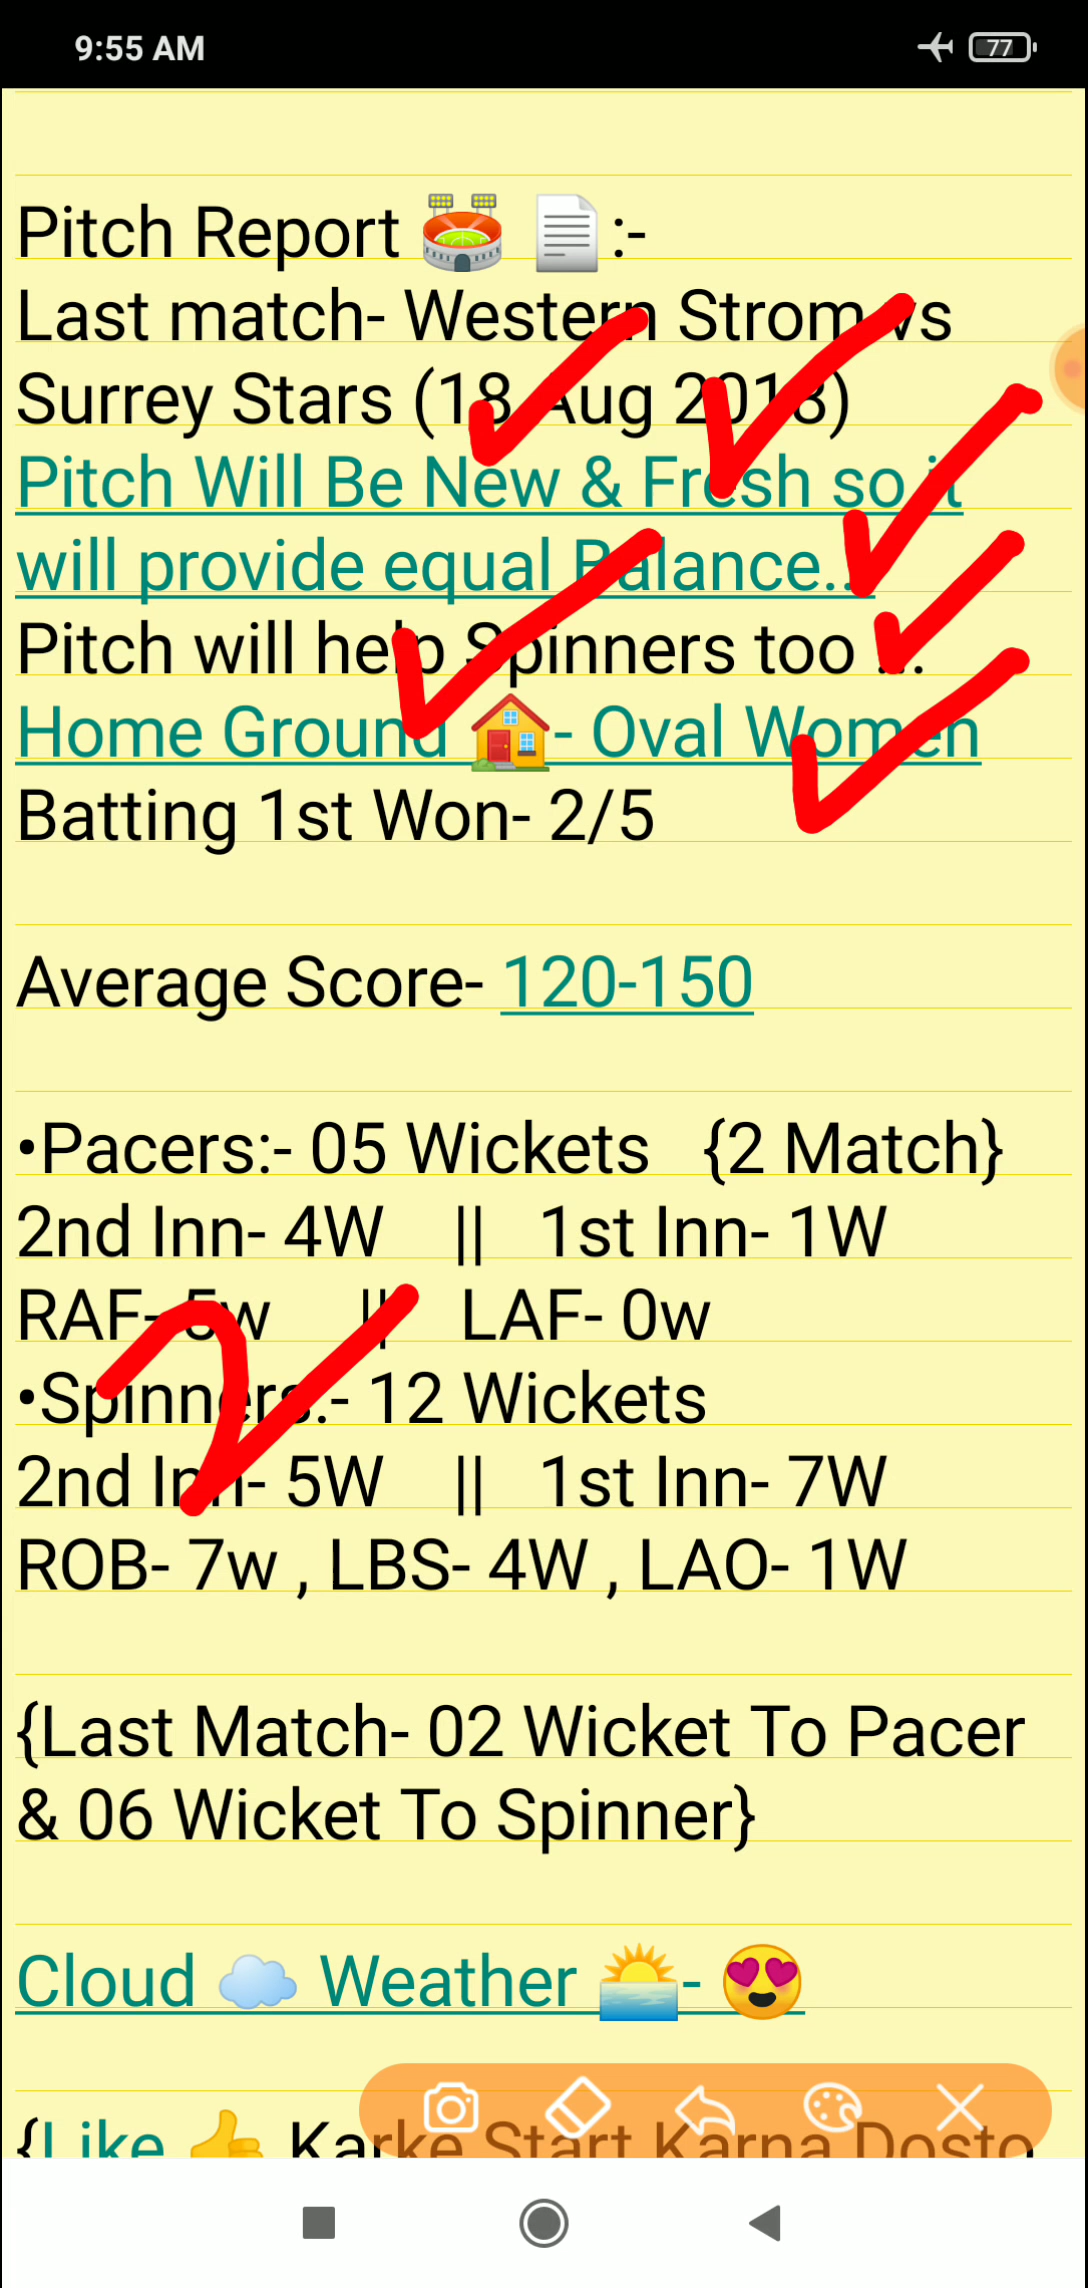 9:55 AM
77
Pitch Report 🏟️ 📄:-
Last match- Western Strom vs
Surrey Stars (18 Aug 2018)
Pitch Will Be New & Fresh so it
will provide equal Balance...
Pitch will help Spinners too ...
Home Ground 🏠- Oval Women
Batting 1st Won- 2/5
Average Score- 120-150
•Pacers:- 05 Wickets {2 Match}
2nd Inn- 4W || 1st Inn- 1W
RAF- 5w || LAF- 0w
•Spinners:- 12 Wickets
2nd Inn- 5W || 1st Inn- 7W
ROB- 7w , LBS- 4W , LAO- 1W
{Last Match- 02 Wicket To Pacer
& 06 Wicket To Spinner}
Cloud ☁️ Weather 🌅- 😍
{Like 👍 Karke Start Karna Dosto